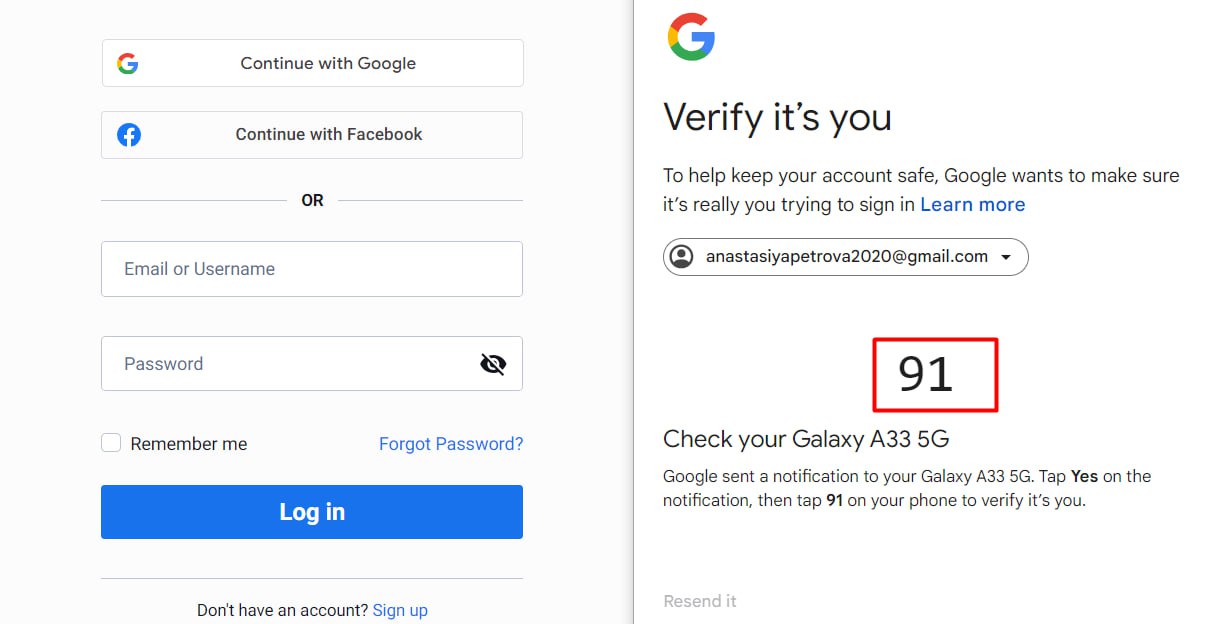 Continue with Google
Continue with Facebook
OR
Email or Username
Password
Remember me
Forgot Password?
Log in
Don't have an account? Sign up
Verify it’s you
To help keep your account safe, Google wants to make sure
it’s really you trying to sign in Learn more
anastasiyapetrova2020@gmail.com
91
Check your Galaxy A33 5G
Google sent a notification to your Galaxy A33 5G. Tap Yes on the
notification, then tap 91 on your phone to verify it’s you.
Resend it